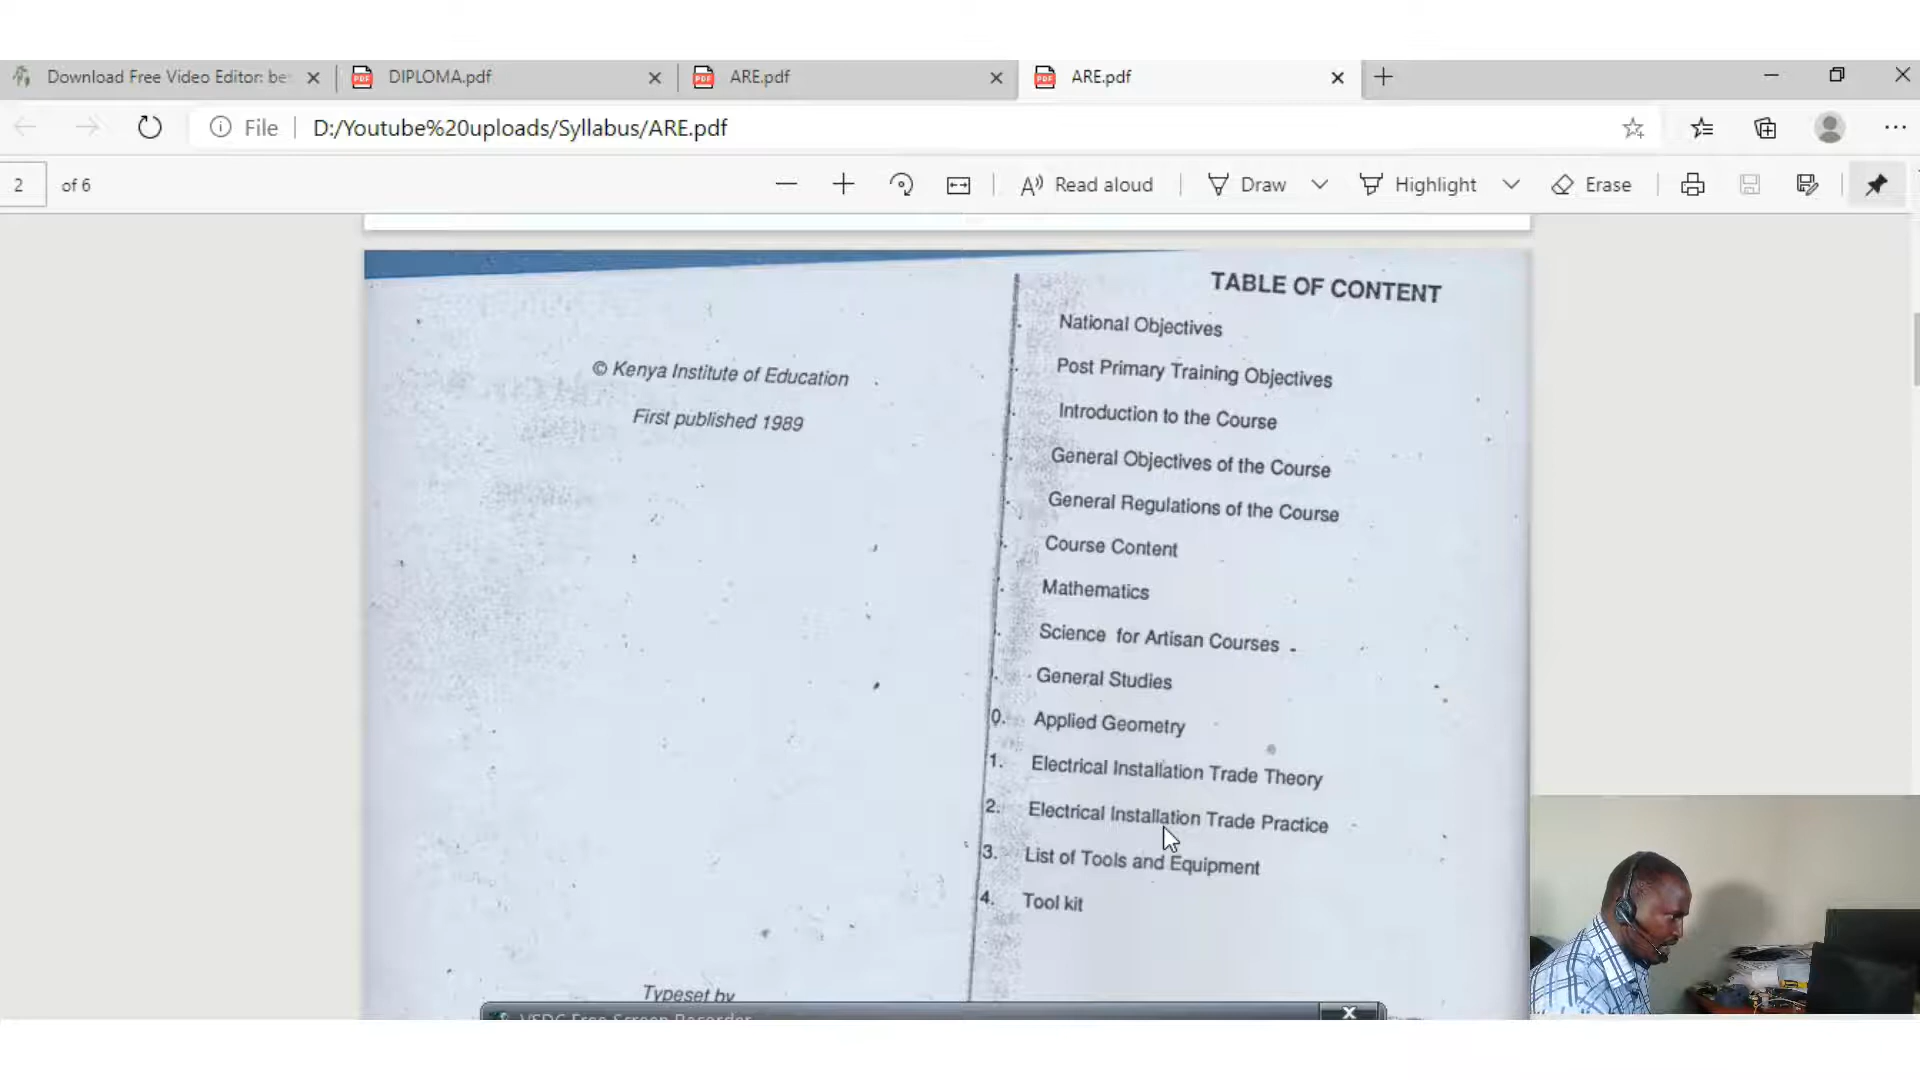 Download Free Video Editor: be
DIPLOMA.pdf
ARE.pdf
ARE.pdf
File
D:/Youtube%20uploads/Syllabus/ARE.pdf
2 of 6
Read aloud
Draw
Highlight
Erase
© Kenya Institute of Education
First published 1989
Typeset by
TABLE OF CONTENT
National Objectives
Post Primary Training Objectives
Introduction to the Course
General Objectives of the Course
General Regulations of the Course
Course Content
Mathematics
Science for Artisan Courses
General Studies
0. Applied Geometry
1. Electrical Installation Trade Theory
2. Electrical Installation Trade Practice
3. List of Tools and Equipment
4. Tool kit
VSDC Free Screen Recorder